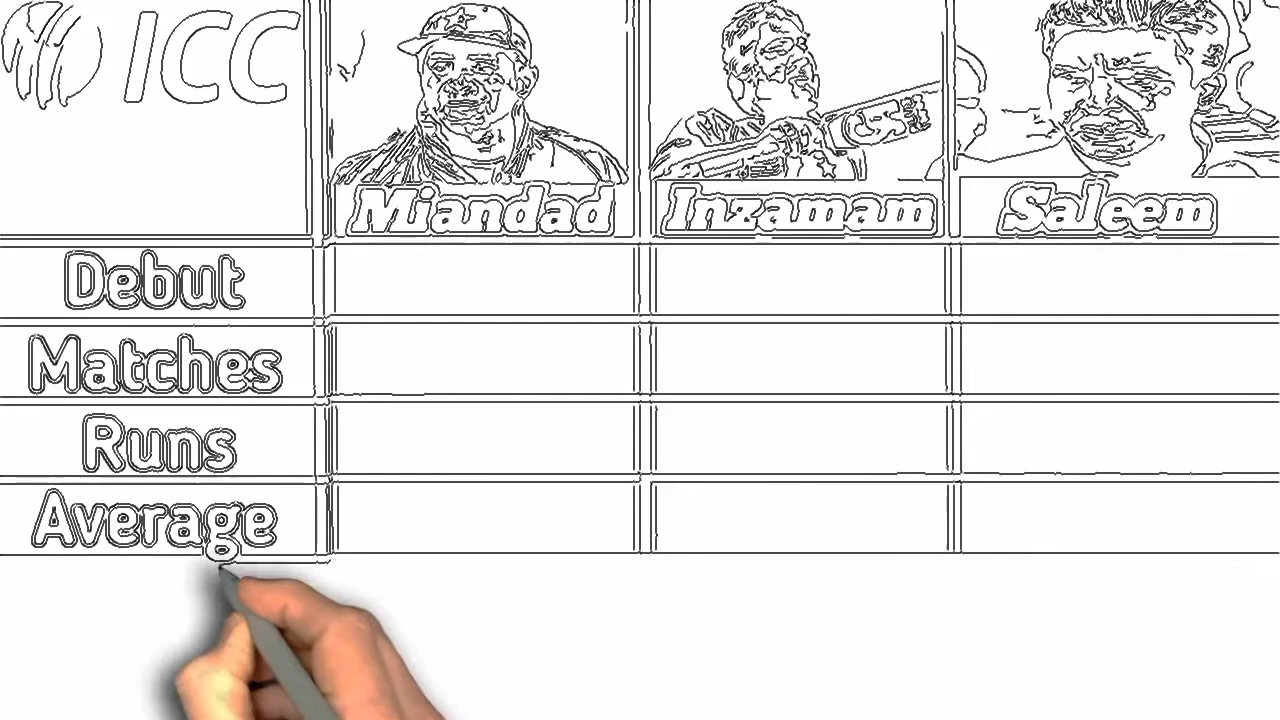 ICC
Miandad Inzamam Saleem
Debut
Matches
Runs
Average